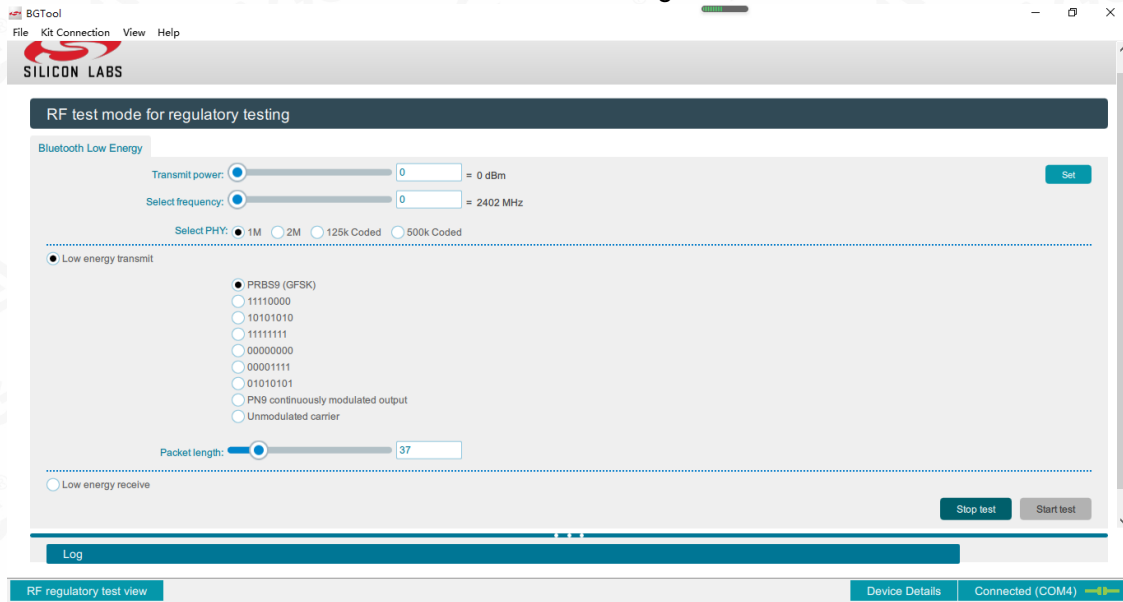 BGTool
File Kit Connection View Help
SILICON LABS
RF test mode for regulatory testing
Bluetooth Low Energy
Transmit power: 0 = 0 dBm
Set
Select frequency: 0 = 2402 MHz
Select PHY: 1M 2M 125k Coded 500k Coded
Low energy transmit
PRBS9 (GFSK)
11110000
10101010
11111111
00000000
00001111
01010101
PN9 continuously modulated output
Unmodulated carrier
Packet length: 37
Low energy receive
Stop test Start test
Log
RF regulatory test view Device Details Connected (COM4)